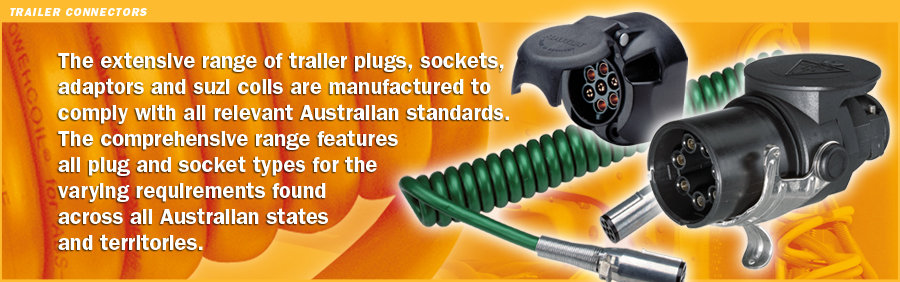 TRAILER CONNECTORS
The extensive range of trailer plugs, sockets,
adaptors and suzi coils are manufactured to
comply with all relevant Australian standards.
The comprehensive range features
all plug and socket types for the
varying requirements found
across all Australian states
and territories.